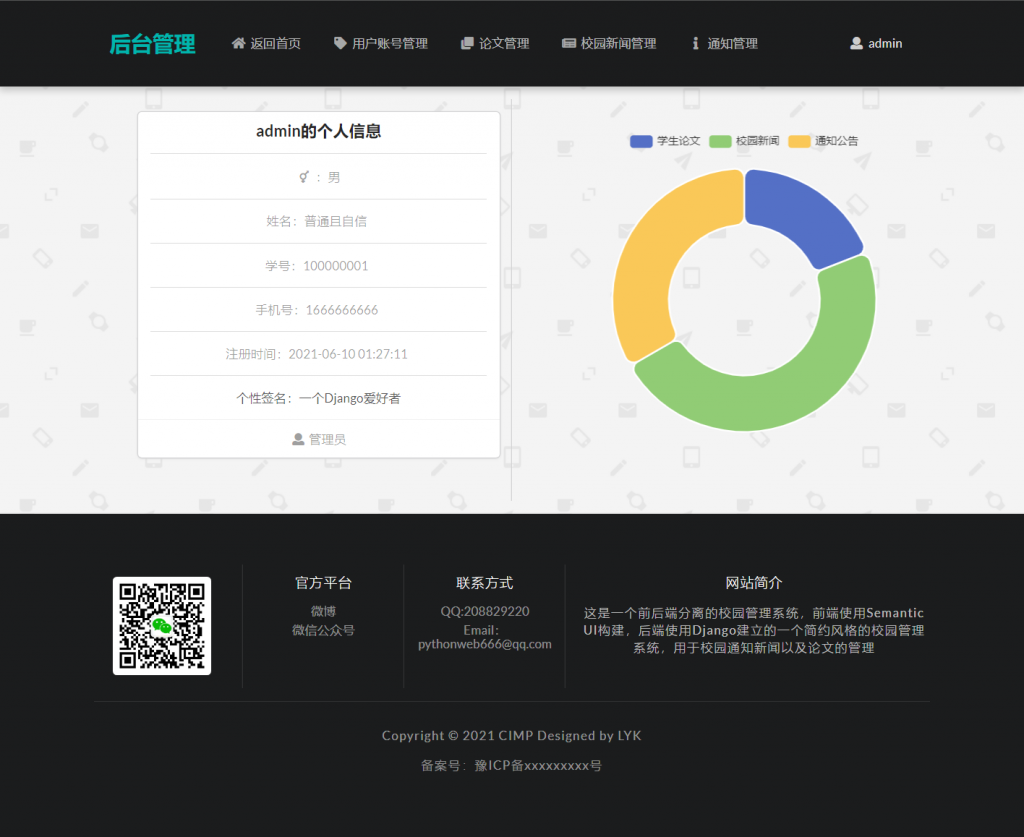 后台管理 返回首页 用户账号管理 论文管理 校园新闻管理 通知管理 admin
admin的个人信息
：男
姓名：普通且自信
学号：100000001
手机号：1666666666
注册时间：2021-06-10 01:27:11
个性签名：一个Django爱好者
管理员
学生论文 校园新闻 通知公告
官方平台
微博
微信公众号
联系方式
QQ:208829220
Email：
pythonweb666@qq.com
网站简介
这是一个前后端分离的校园管理系统，前端使用Semantic
UI构建，后端使用Django建立的一个简约风格的校园管理
系统，用于校园通知新闻以及论文的管理
Copyright © 2021 CIMP Designed by LYK
备案号：豫ICP备xxxxxxxxx号